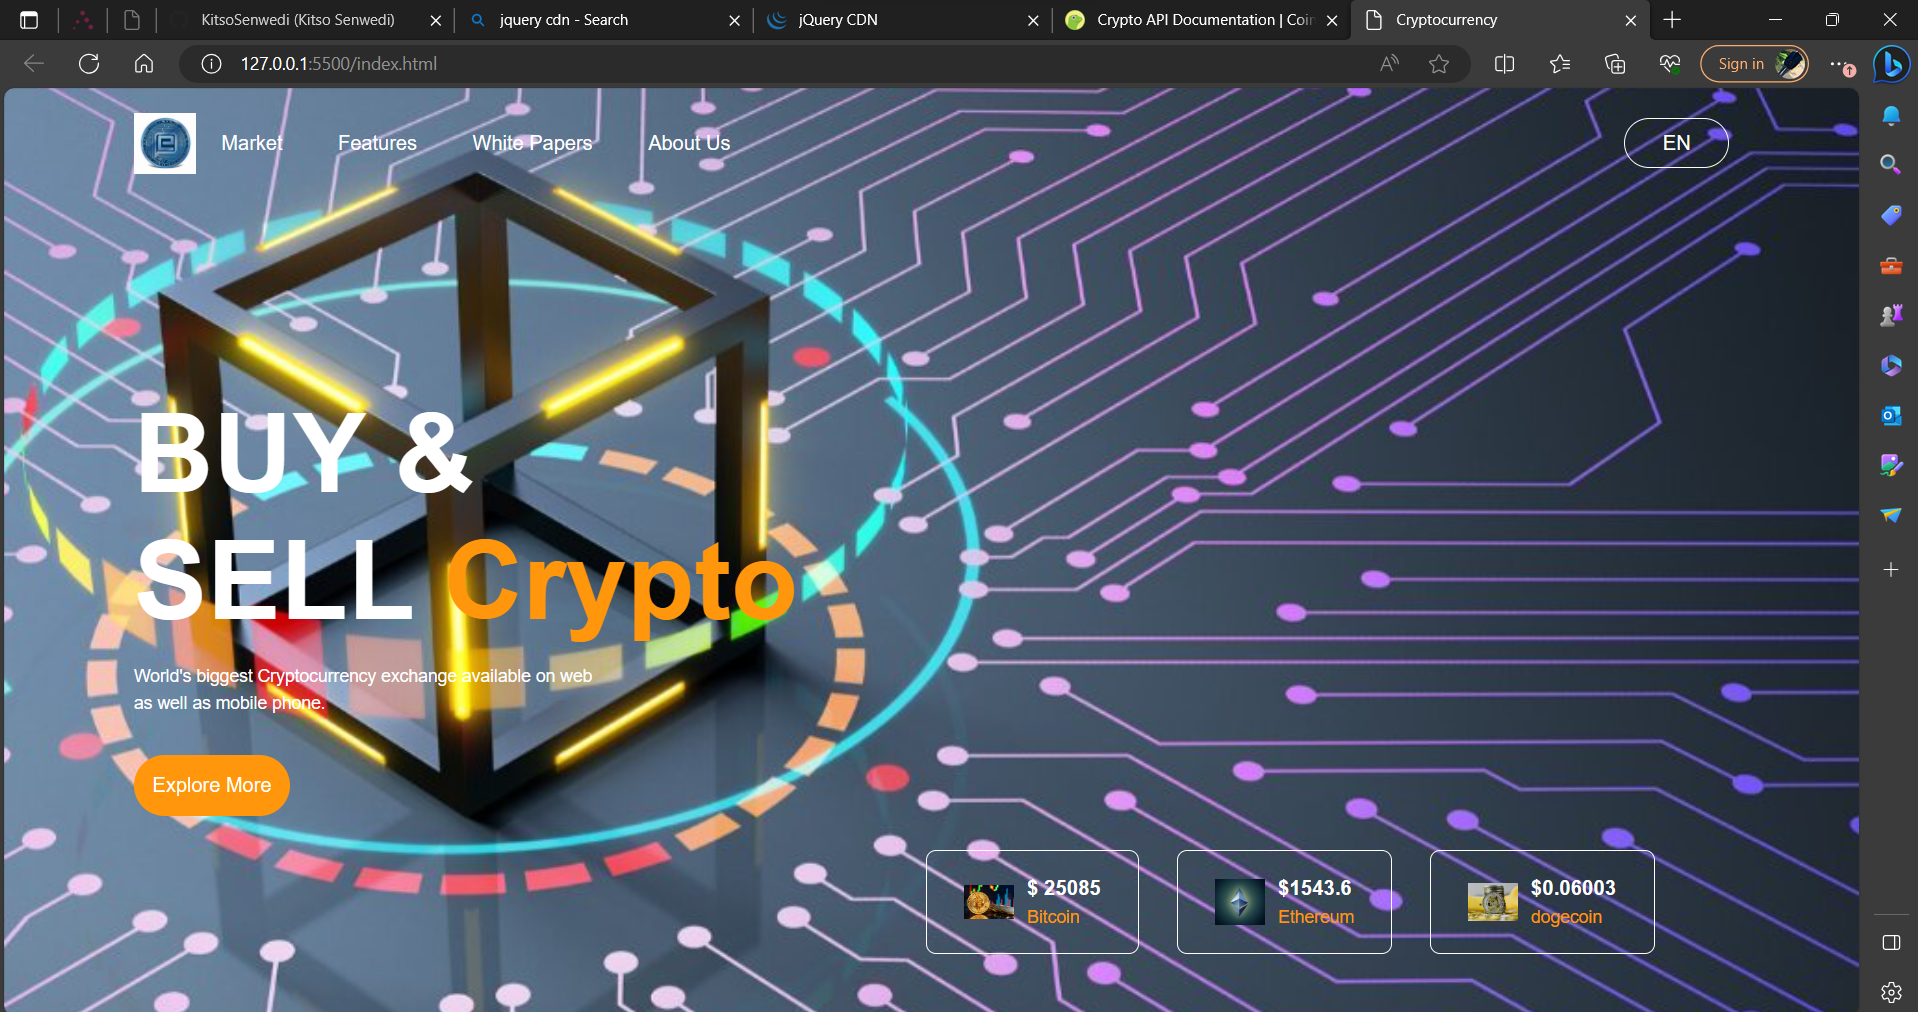 KitsoSenwedi (Kitso Senwedi)
jquery cdn - Search
jQuery CDN
Crypto API Documentation | Coin
Cryptocurrency
127.0.0.1:5500/index.html
Sign in
Market
Features
White Papers
About Us
EN
BUY &
SELL Crypto
World's biggest Cryptocurrency exchange available on web
as well as mobile phone.
Explore More
$ 25085
Bitcoin
$1543.6
Ethereum
$0.06003
dogecoin